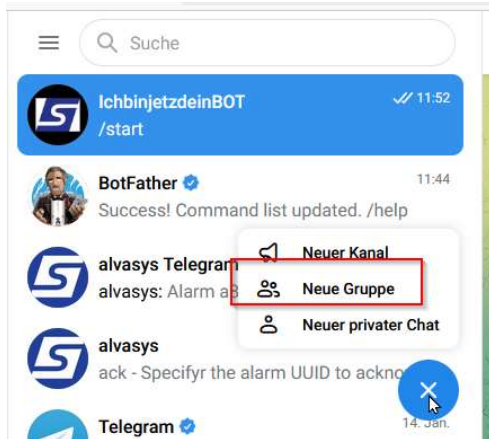 Suche
IchbinjetzdeinBOT 11:52
/start
BotFather 11:44
Success! Command list updated. /help
Neuer Kanal
alvasys Telegram
Neue Gruppe
alvasys: Alarm a8
Neuer privater Chat
alvasys
ack - Specifyr the alarm UUID to ackno
Telegram 14. Jan.